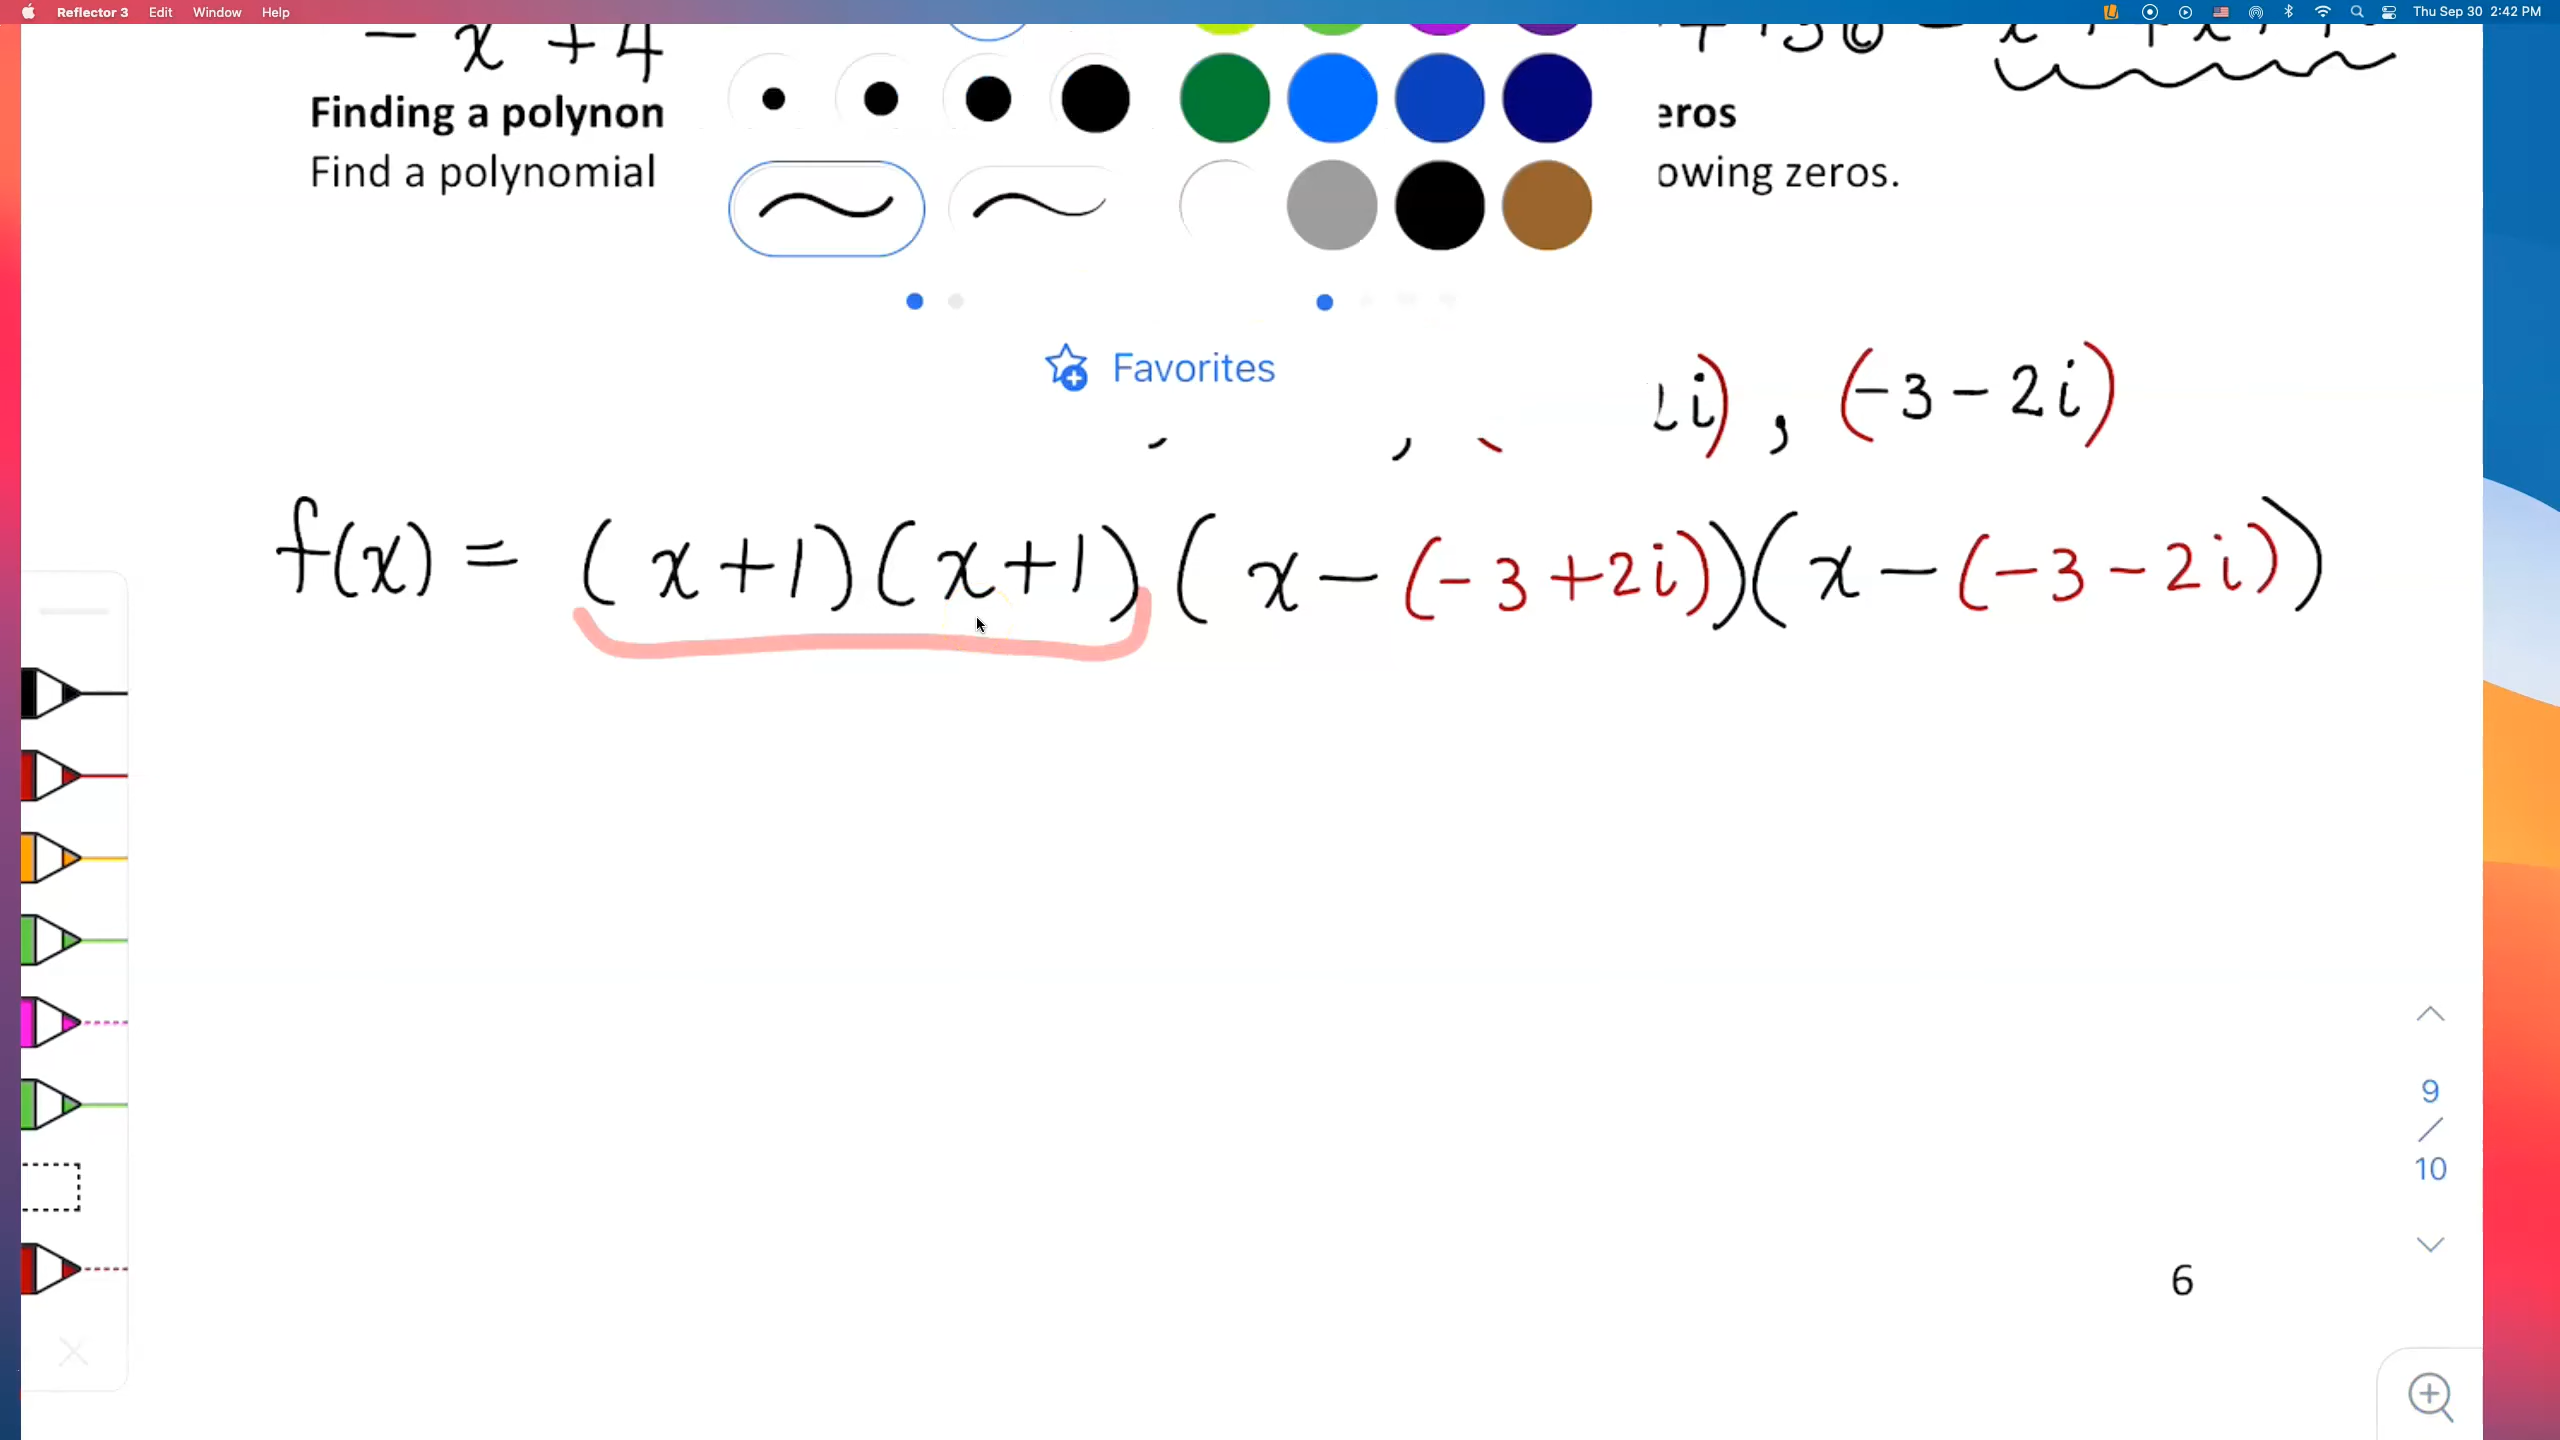 Reflector 3 Edit Window Help Thu Sep 30 2:42 PM
- x + 4
Finding a polynon eros
Find a polynomial owing zeros.
Favorites
2i) , (-3-2i)
f(x) = (x+1)(x+1)(x-(-3+2i))(x-(-3-2i))
9
/
10
6